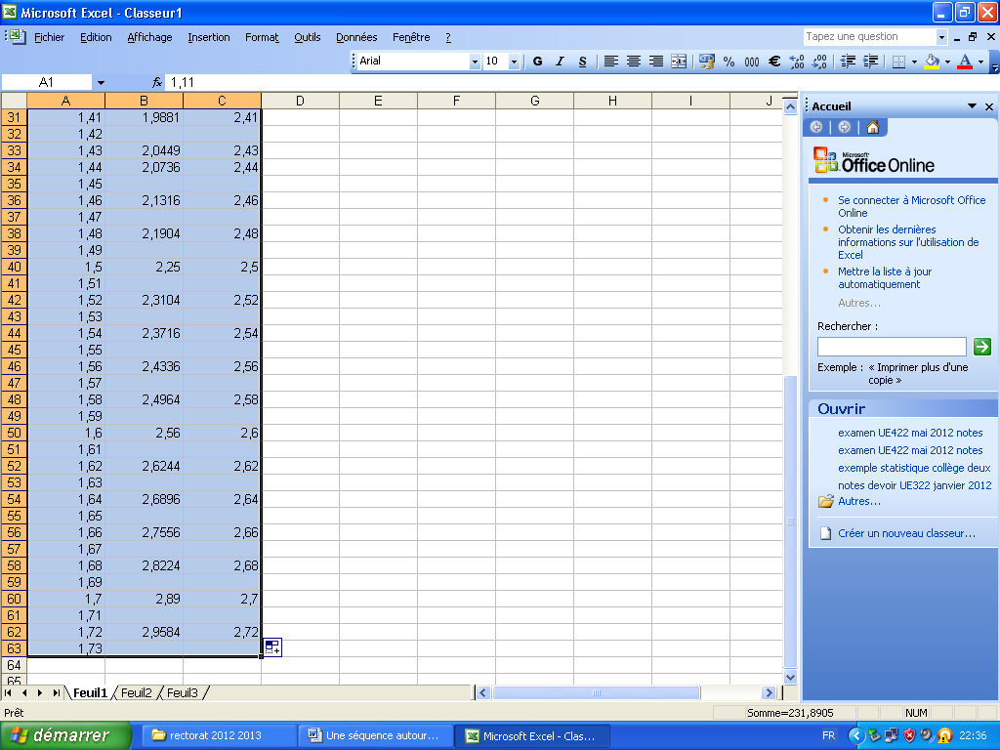 Microsoft Excel - Classeur1
Fichier Edition Affichage Insertion Format Outils Données Fenêtre ? Tapez une question
Arial 10 G I S % 000 €
A1 fx 1,11
A B C D E F G H I J
31 1,41 1,9881 2,41
32 1,42
33 1,43 2,0449 2,43
34 1,44 2,0736 2,44
35 1,45
36 1,46 2,1316 2,46
37 1,47
38 1,48 2,1904 2,48
39 1,49
40 1,5 2,25 2,5
41 1,51
42 1,52 2,3104 2,52
43 1,53
44 1,54 2,3716 2,54
45 1,55
46 1,56 2,4336 2,56
47 1,57
48 1,58 2,4964 2,58
49 1,59
50 1,6 2,56 2,6
51 1,61
52 1,62 2,6244 2,62
53 1,63
54 1,64 2,6896 2,64
55 1,65
56 1,66 2,7556 2,66
57 1,67
58 1,68 2,8224 2,68
59 1,69
60 1,7 2,89 2,7
61 1,71
62 1,72 2,9584 2,72
63 1,73
64
65
Accueil
Microsoft®
Office Online
Se connecter à Microsoft Office
Online
Obtenir les dernières
informations sur l'utilisation de
Excel
Mettre la liste à jour
automatiquement
Autres...
Rechercher :
Exemple : « Imprimer plus d'une
copie »
Ouvrir
examen UE422 mai 2012 notes
examen UE422 mai 2012 notes
exemple statistique collège deux
notes devoir UE322 janvier 2012
Autres...
Créer un nouveau classeur...
Feuil1 Feuil2 Feuil3
Prêt Somme=231,8905 NUM
démarrer rectorat 2012 2013 Une séquence autour... Microsoft Excel - Clas... FR 22:36